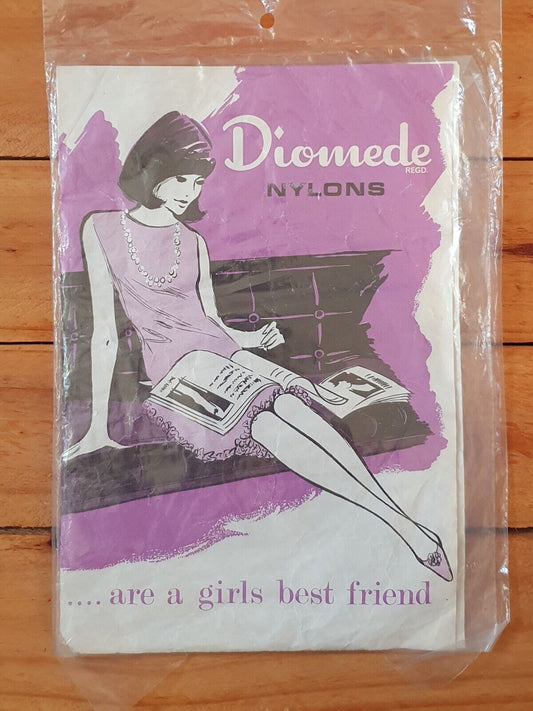 Diomede
REGD.
NYLONS
.... are a girls best friend